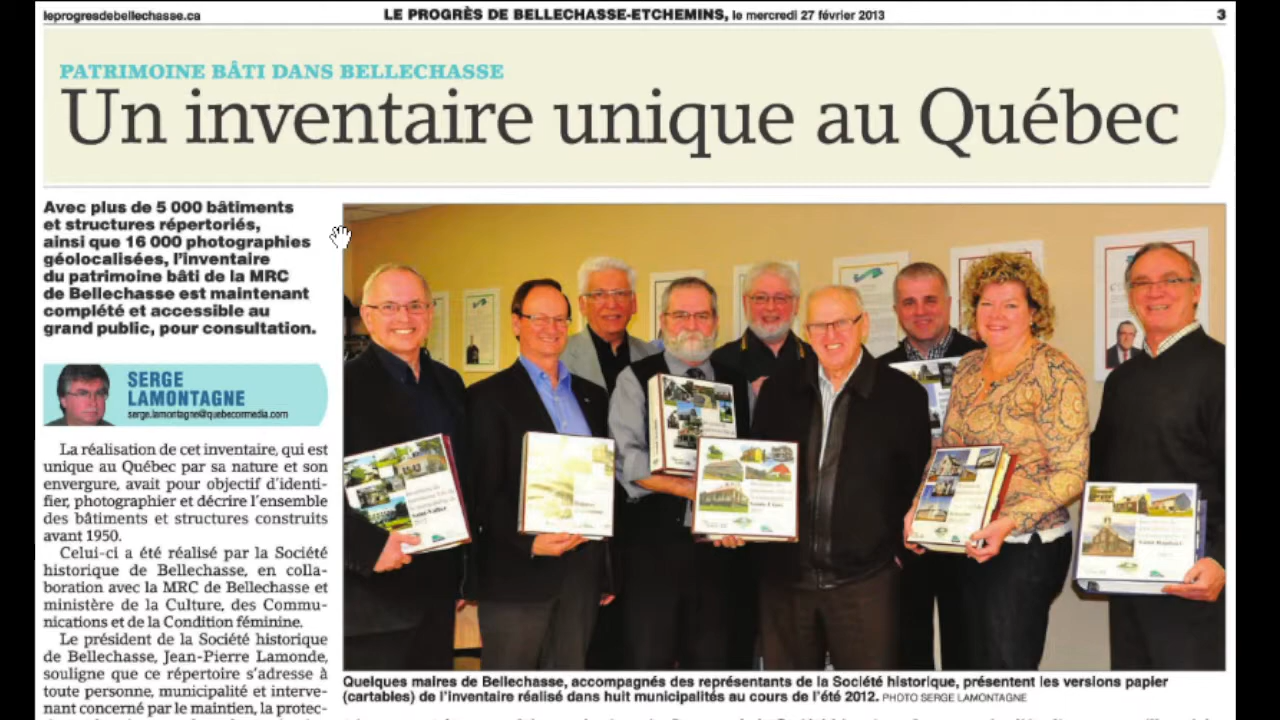 leprogresdebellechasse.ca
LE PROGRÈS DE BELLECHASSE-ETCHEMINS, le mercredi 27 février 2013
3
PATRIMOINE BÂTI DANS BELLECHASSE
Un inventaire unique au Québec
Avec plus de 5 000 bâtiments
et structures répertoriés,
ainsi que 16 000 photographies
géolocalisées, l'inventaire
du patrimoine bâti de la MRC
de Bellechasse est maintenant
complété et accessible au
grand public, pour consultation.
SERGE
LAMONTAGNE
serge.lamontagne@quebecormedia.com
La réalisation de cet inventaire, qui est
unique au Québec par sa nature et son
envergure, avait pour objectif d'identi-
fier, photographier et décrire l'ensemble
des bâtiments et structures construits
avant 1950.
Celui-ci a été réalisé par la Société
historique de Bellechasse, en colla-
boration avec la MRC de Bellechasse et
ministère de la Culture, des Commu-
nications et de la Condition féminine.
Le président de la Société historique
de Bellechasse, Jean-Pierre Lamonde,
souligne que ce répertoire s'adresse à
toute personne, municipalité et interve-
nant concerné par le maintien, la protec-
Quelques maires de Bellechasse, accompagnés des représentants de la Société historique, présentent les versions papier
(cartables) de l'inventaire réalisé dans huit municipalités au cours de l'été 2012. PHOTO SERGE LAMONTAGNE